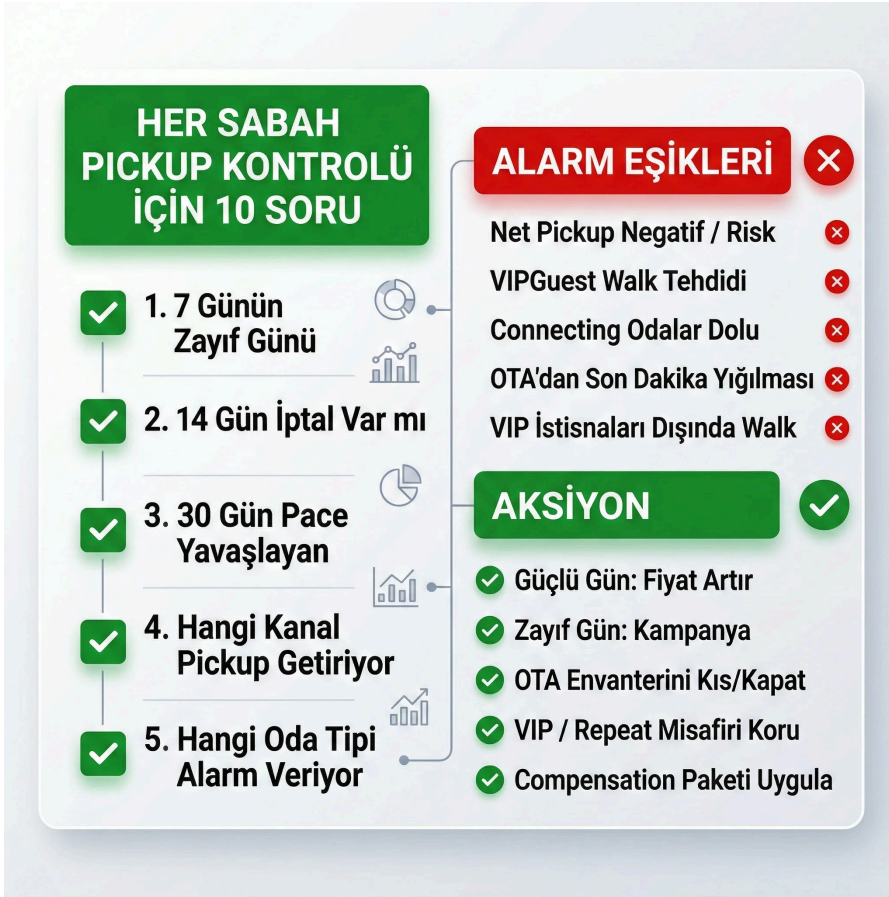 HER SABAH
PICKUP KONTROLÜ
İÇİN 10 SORU
1. 7 Günün
Zayıf Günü
2. 14 Gün İptal Var mı
3. 30 Gün Pace
Yavaşlayan
4. Hangi Kanal
Pickup Getiriyor
5. Hangi Oda Tipi
Alarm Veriyor
ALARM EŞİKLERİ
Net Pickup Negatif / Risk
VIPGuest Walk Tehdidi
Connecting Odalar Dolu
OTA'dan Son Dakika Yığılması
VIP İstisnaları Dışında Walk
AKSİYON
Güçlü Gün: Fiyat Artır
Zayıf Gün: Kampanya
OTA Envanterini Kıs/Kapat
VIP / Repeat Misafiri Koru
Compensation Paketi Uygula